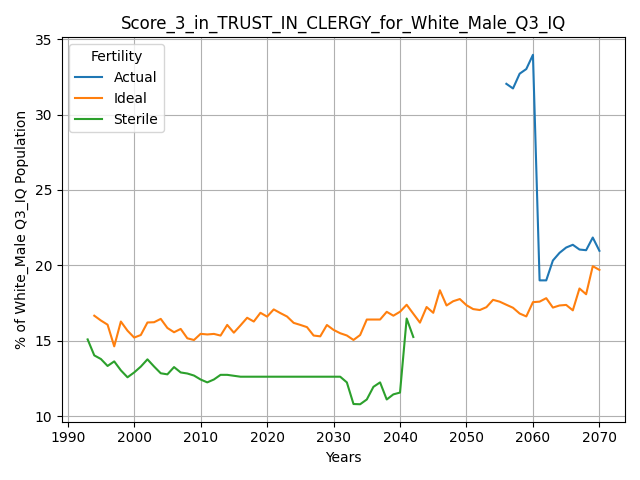 Score_3_in_TRUST_IN_CLERGY_for_White_Male_Q3_IQ
Fertility
Actual
Ideal
Sterile
% of White_Male Q3_IQ Population
35
30
25
20
15
10
1990
2000
2010
2020
2030
2040
2050
2060
2070
Years